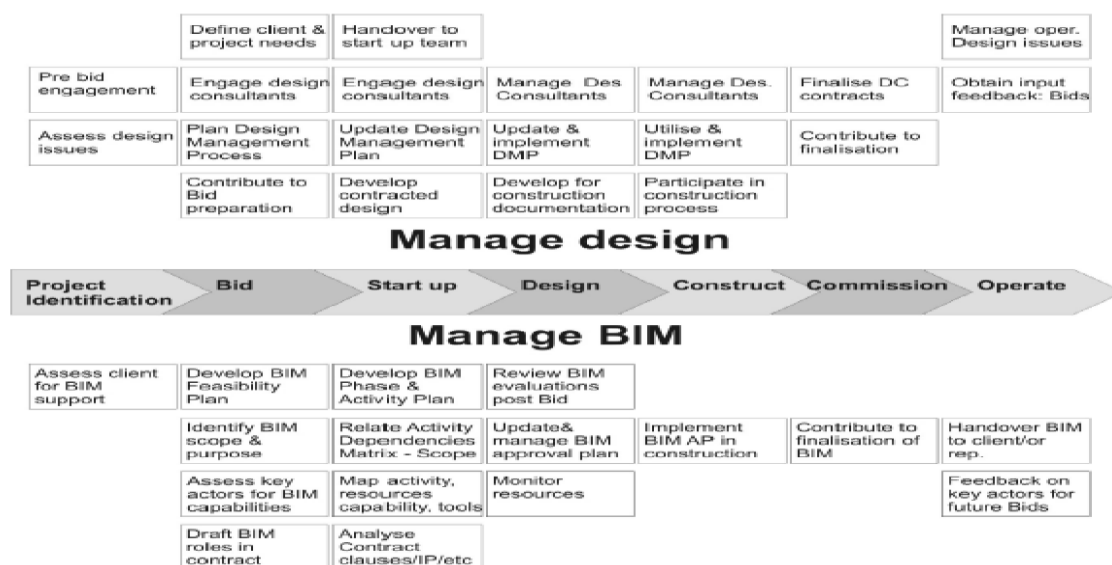 Define client &
project needs
Handover to
start up team
Manage oper.
Design issues
Pre bid
engagement
Engage design
consultants
Engage design
consultants
Manage Des
Consultants
Manage Des.
Consultants
Finalise DC
contracts
Obtain input
feedback: Bids
Assess design
issues
Plan Design
Management
Process
Update Design
Management
Plan
Update &
implement
DMP
Utilise &
implement
DMP
Contribute to
finalisation
Contribute to
Bid
preparation
Develop
contracted
design
Develop for
construction
documentation
Participate in
construction
process
Manage design
Project
Identification
Bid
Start up
Design
Construct
Commission
Operate
Manage BIM
Assess client
for BIM
support
Develop BIM
Feasibility
Plan
Develop BIM
Phase &
Activity Plan
Review BIM
evaluations
post Bid
Identify BIM
scope &
purpose
Relate Activity
Dependencies
Matrix - Scope
Update&
manage BIM
approval plan
Implement
BIM AP in
construction
Contribute to
finalisation of
BIM
Handover BIM
to client/or
rep.
Assess key
actors for BIM
capabilities
Map activity,
resources
capability, tools
Monitor
resources
Feedback on
key actors for
future Bids
Draft BIM
roles in
contract
Analyse
Contract
clauses/IP/etc